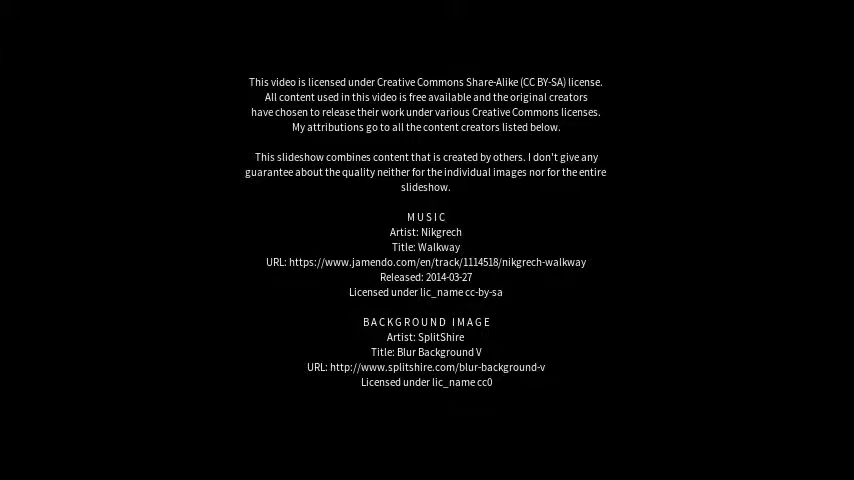 This video is licensed under Creative Commons Share-Alike (CC BY-SA) license.
All content used in this video is free available and the original creators
have chosen to release their work under various Creative Commons licenses.
My attributions go to all the content creators listed below.
This slideshow combines content that is created by others. I don't give any
guarantee about the quality neither for the individual images nor for the entire
slideshow.
MUSIC
Artist: Nikgrech
Title: Walkway
URL: https://www.jamendo.com/en/track/1114518/nikgrech-walkway
Released: 2014-03-27
Licensed under lic_name cc-by-sa
BACKGROUND IMAGE
Artist: SplitShire
Title: Blur Background V
URL: http://www.splitshire.com/blur-background-v
Licensed under lic_name cc0